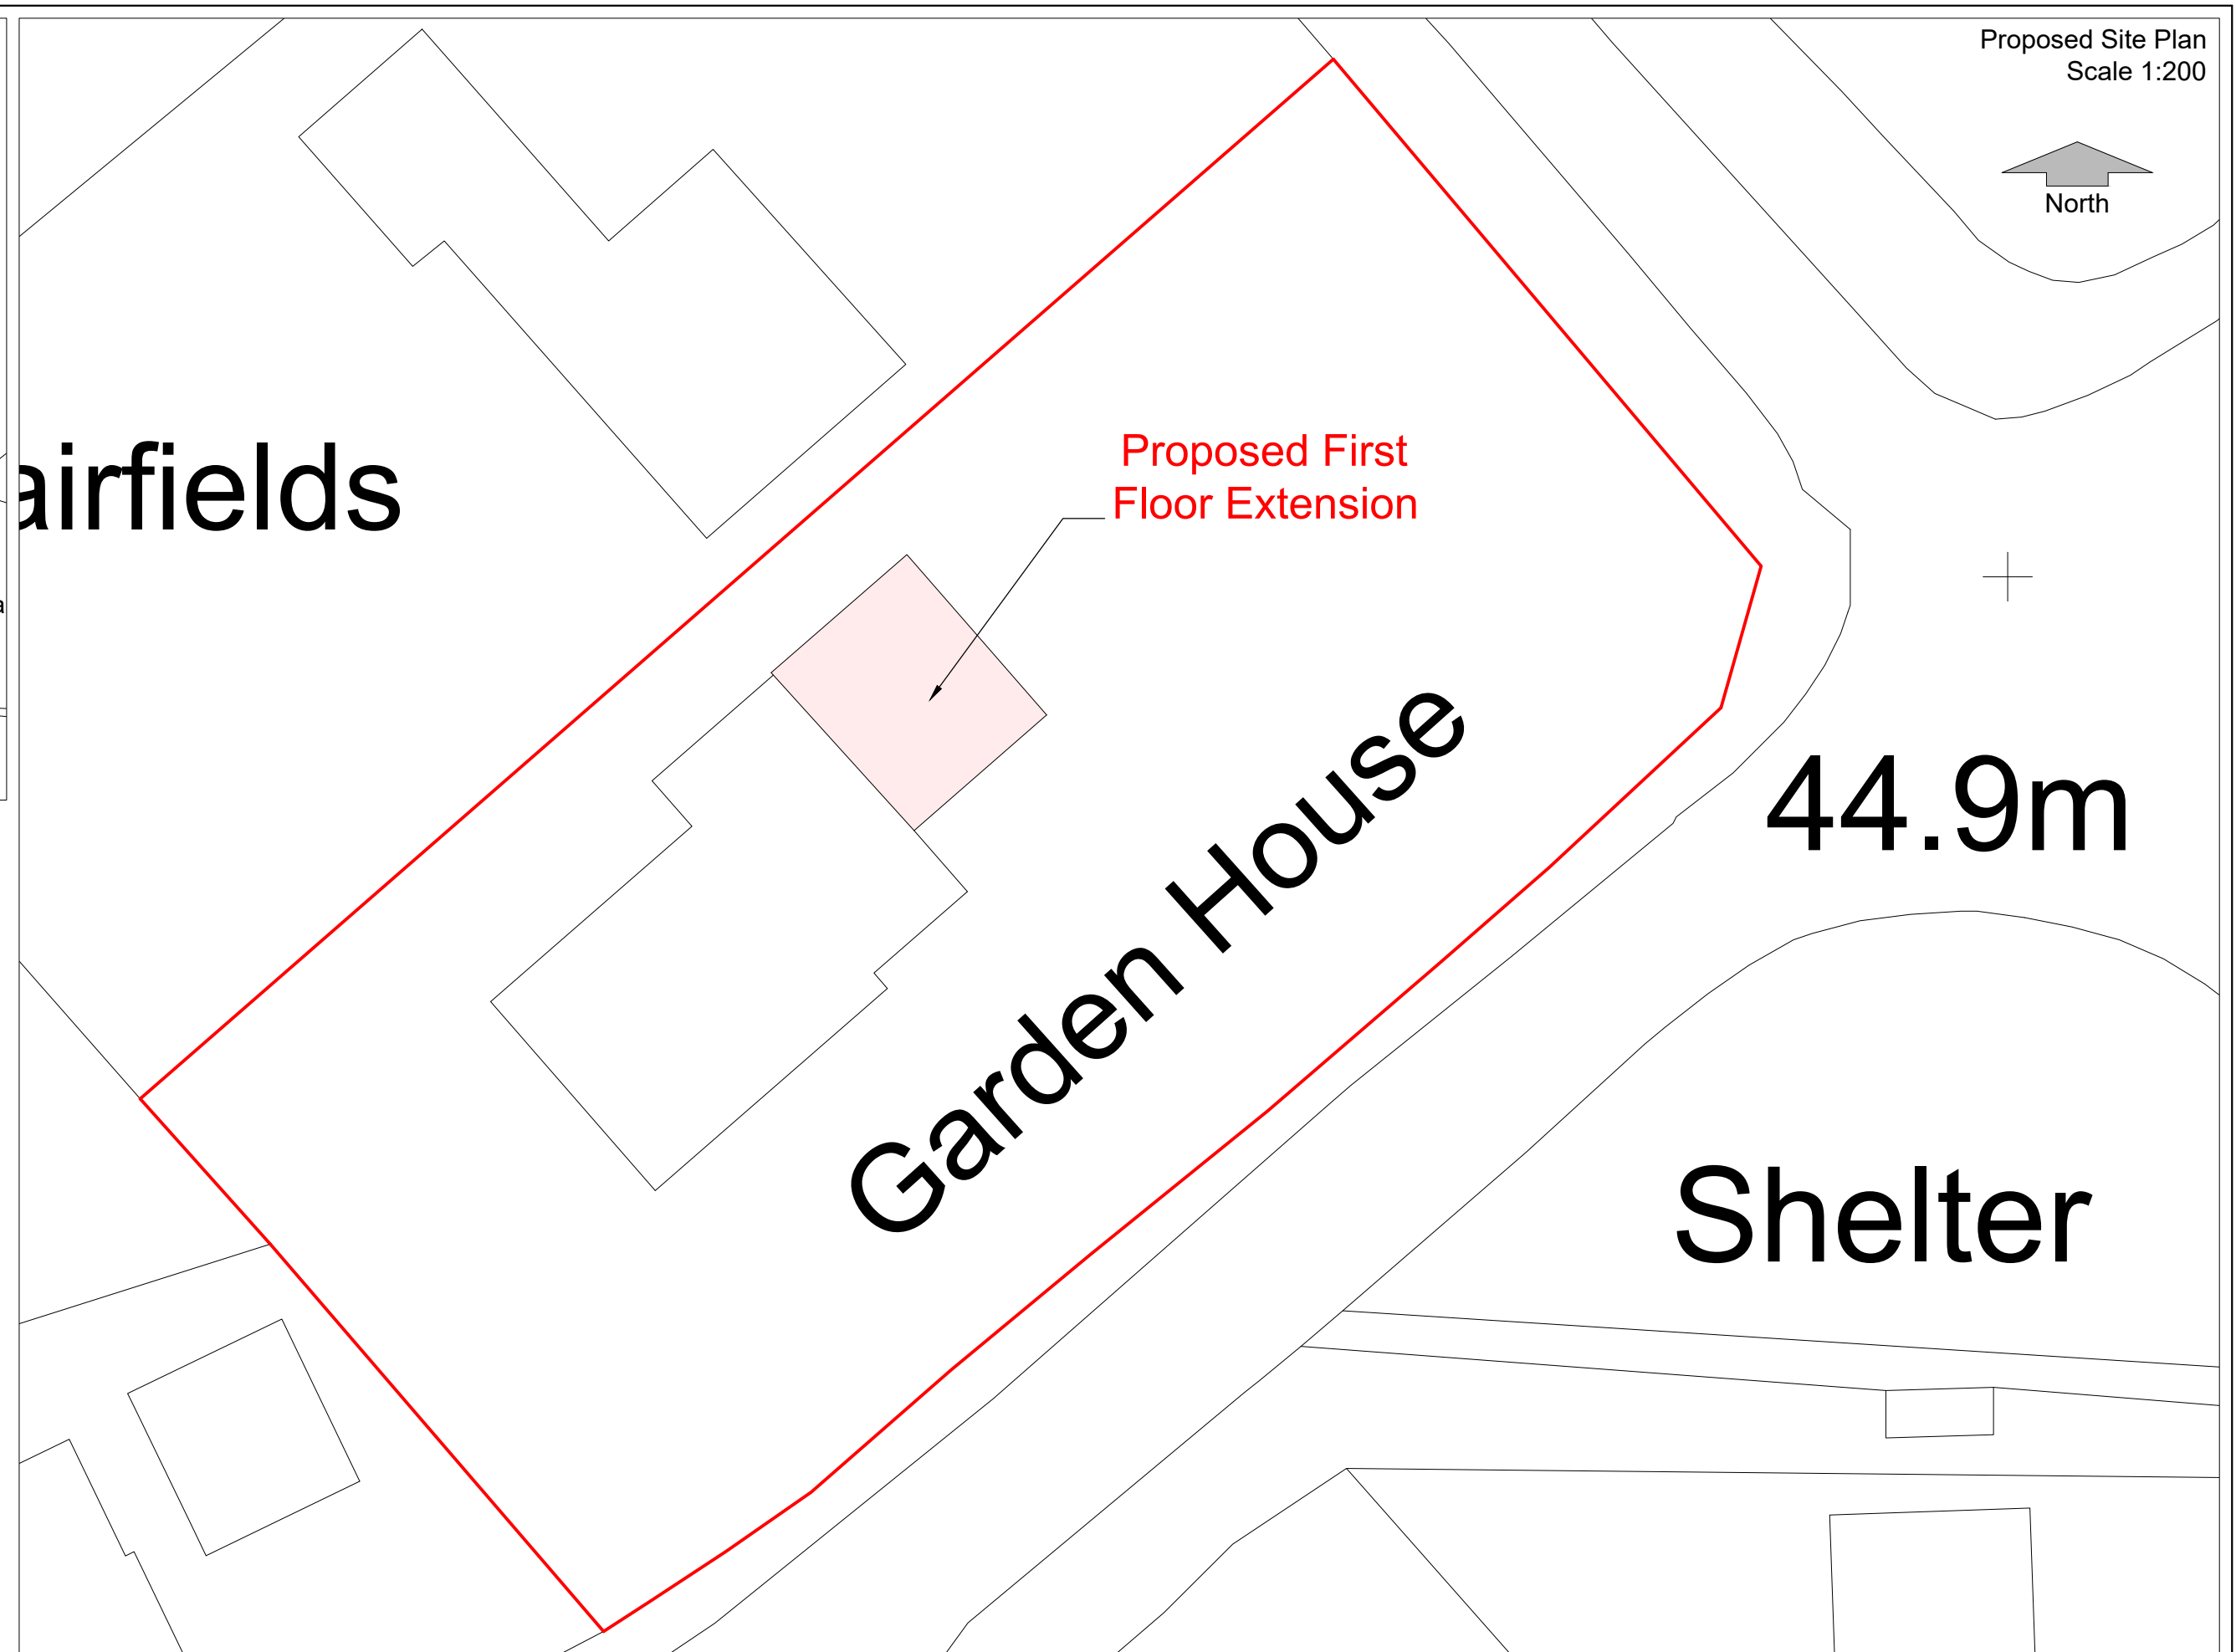 Proposed Site Plan
Scale 1:200
North
airfields
Proposed First
Floor Extension
Garden House
44.9m
Shelter